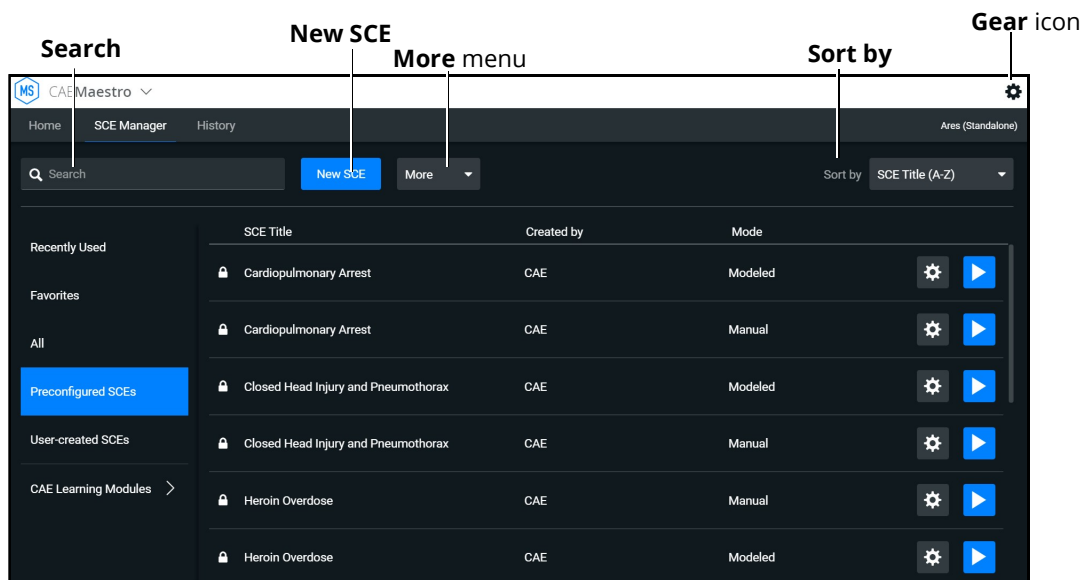 Gear icon
New SCE
Search
More menu
Sort by
MS CAEMaestro
Home SCE Manager History Ares (Standalone)
Search New SCE More Sort by SCE Title (A-Z)
SCE Title Created by Mode
Recently Used
Cardiopulmonary Arrest CAE Modeled
Favorites
Cardiopulmonary Arrest CAE Manual
All
Closed Head Injury and Pneumothorax CAE Modeled
Preconfigured SCEs
User-created SCEs
Closed Head Injury and Pneumothorax CAE Manual
CAE Learning Modules
Heroin Overdose CAE Manual
Heroin Overdose CAE Modeled